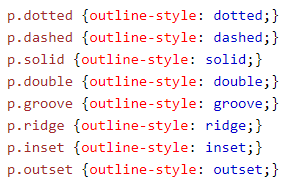 p.dotted {outline-style: dotted;}
p.dashed {outline-style: dashed;}
p.solid {outline-style: solid;}
p.double {outline-style: double;}
p.groove {outline-style: groove;}
p.ridge {outline-style: ridge;}
p.inset {outline-style: inset;}
p.outset {outline-style: outset;}